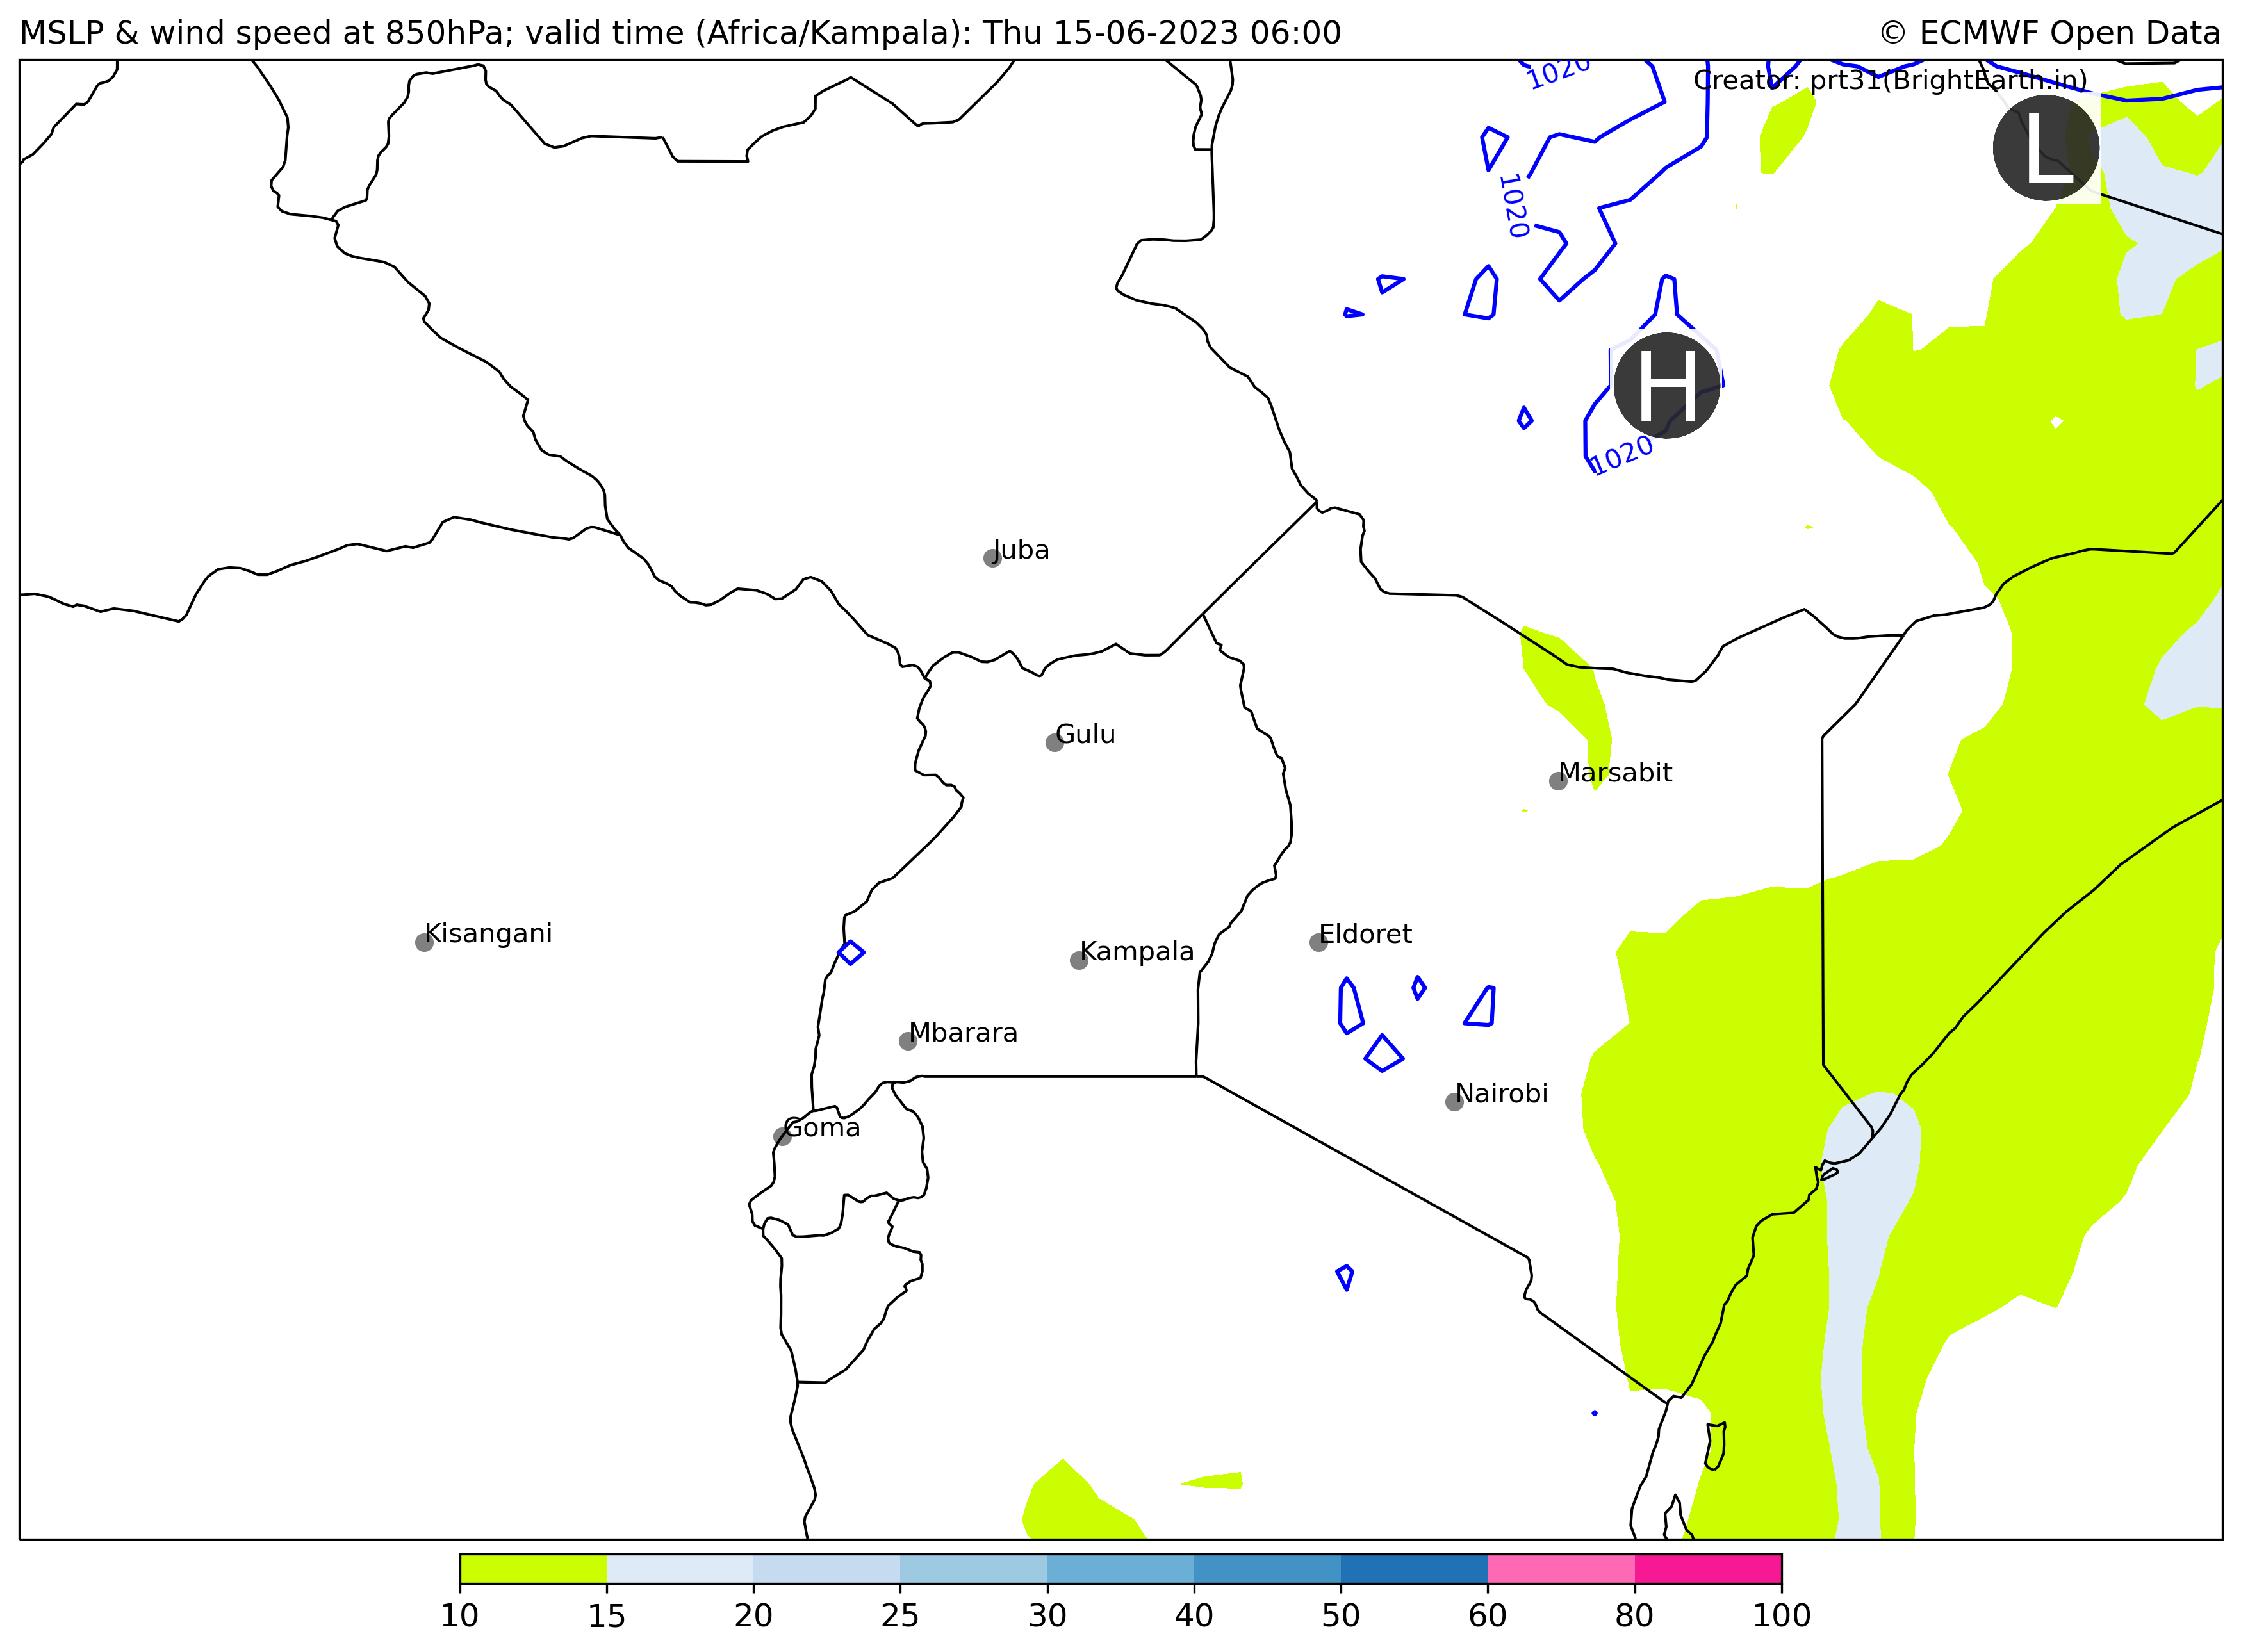 MSLP & wind speed at 850hPa; valid time (Africa/Kampala): Thu 15-06-2023 06:00
© ECMWF Open Data
1020
Creator: prt31(BrightEarth.in)
L
1020
H
1020
Juba
Gulu
Marsabit
Kisangani
Eldoret
Kampala
Mbarara
Nairobi
Goma
10 15 20 25 30 40 50 60 80 100